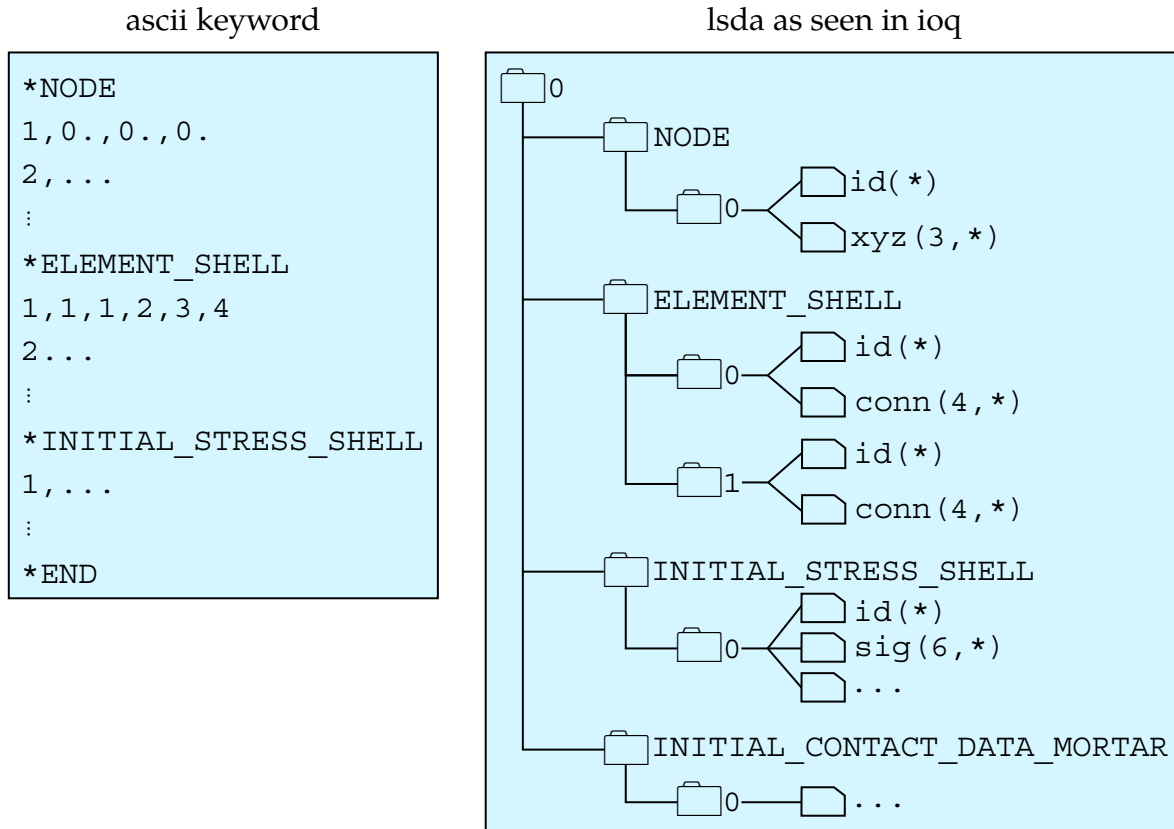 ascii keyword
*NODE
1,0.,0.,0.
2,...
⋮
*ELEMENT_SHELL
1,1,1,2,3,4
2...
⋮
*INITIAL_STRESS_SHELL
1,...
⋮
*END
lsda as seen in ioq
0
NODE
0
id(*)
xyz(3,*)
ELEMENT_SHELL
0
id(*)
conn(4,*)
1
id(*)
conn(4,*)
INITIAL_STRESS_SHELL
0
id(*)
sig(6,*)
...
INITIAL_CONTACT_DATA_MORTAR
0
...